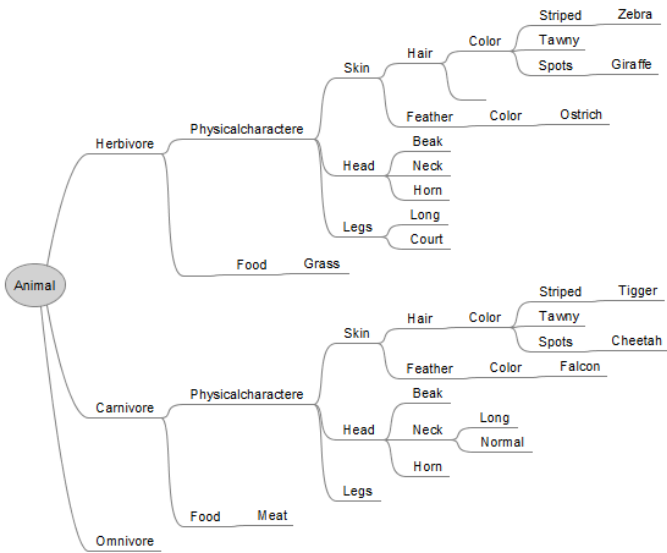 Striped Zebra
Color Tawny
Hair
Spots Giraffe
Skin
Feather Color Ostrich
Physicalcharactere
Beak
Herbivore
Head Neck
Horn
Long
Legs
Court
Food Grass
Animal
Striped Tigger
Hair Color Tawny
Skin
Spots Cheetah
Feather Color Falcon
Physicalcharactere
Beak
Carnivore
Long
Head Neck
Normal
Horn
Legs
Food Meat
Omnivore